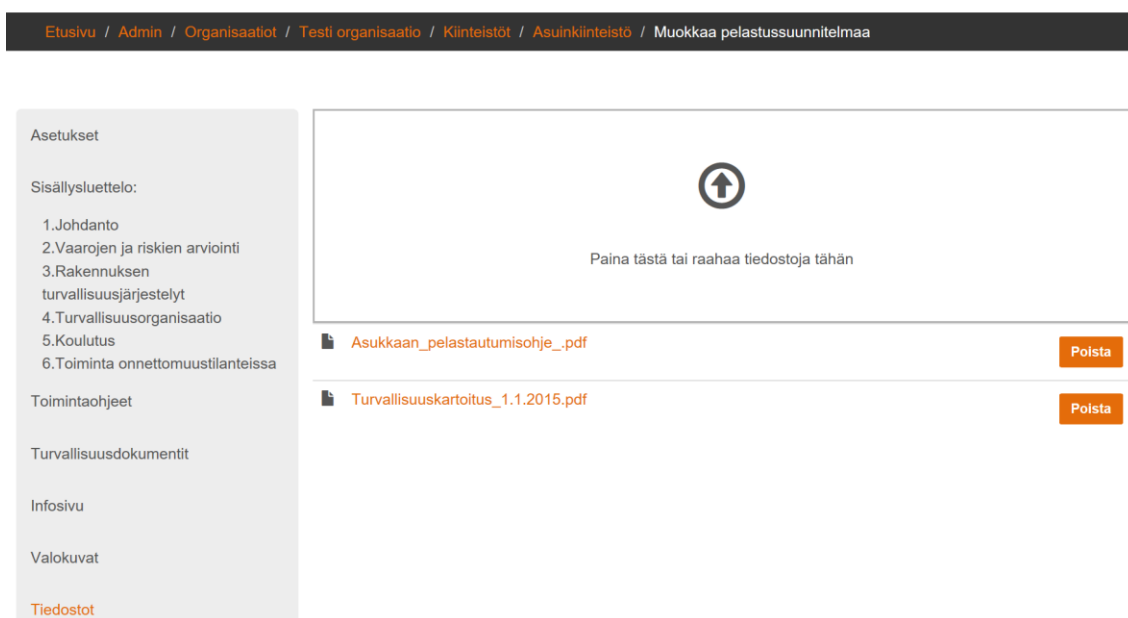 Etusivu / Admin / Organisaatiot / Testi organisaatio / Kiinteistöt / Asuinkiinteistö / Muokkaa pelastussuunnitelmaa
Asetukset
Sisällysluettelo:
1.Johdanto
2.Vaarojen ja riskien arviointi
3.Rakennuksen
turvallisuusjärjestelyt
4.Turvallisuusorganisaatio
5.Koulutus
6.Toiminta onnettomuustilanteissa
Toimintaohjeet
Turvallisuusdokumentit
Infosivu
Valokuvat
Tiedostot
Paina tästä tai raahaa tiedostoja tähän
Asukkaan_pelastautumisohje_.pdf
Poista
Turvallisuuskartoitus_1.1.2015.pdf
Poista